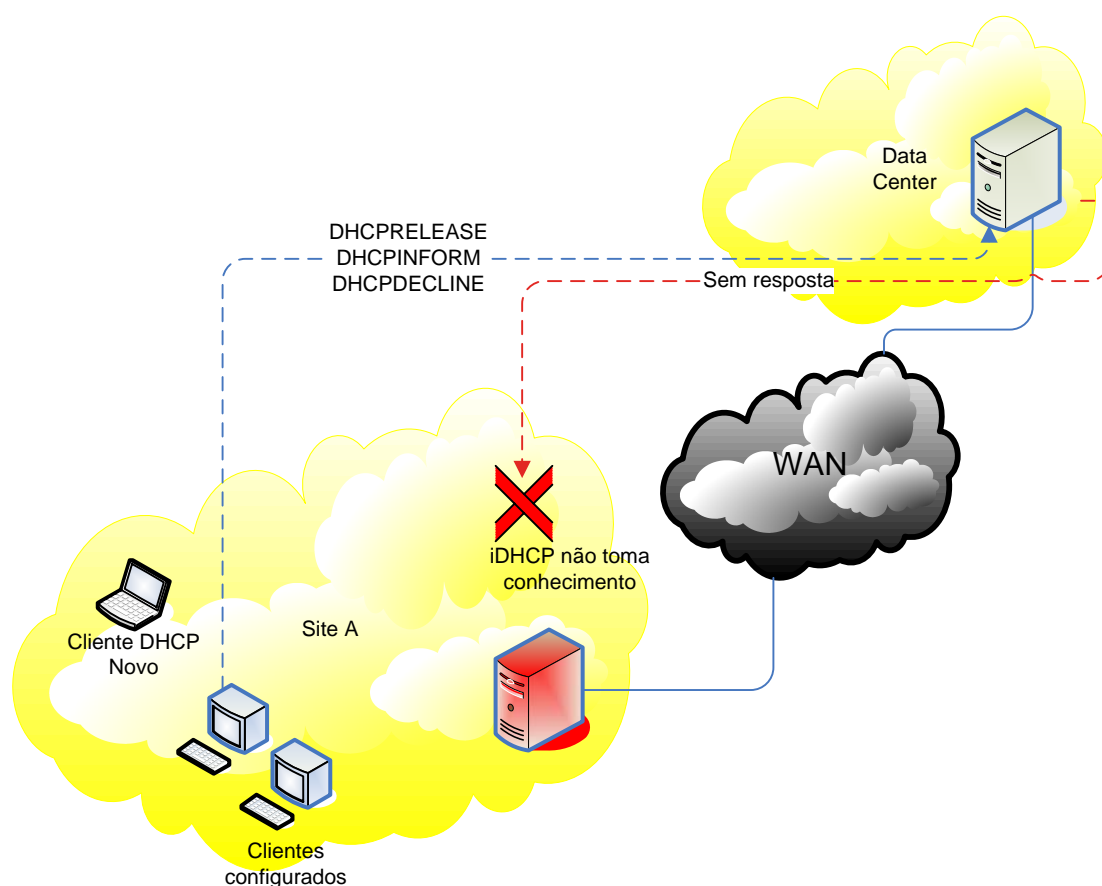 Data
Center
DHCPRELEASE
DHCPINFORM
DHCPDECLINE
Sem resposta
WAN
iDHCP não toma
conhecimento
Site A
Cliente DHCP
Novo
Clientes
configurados